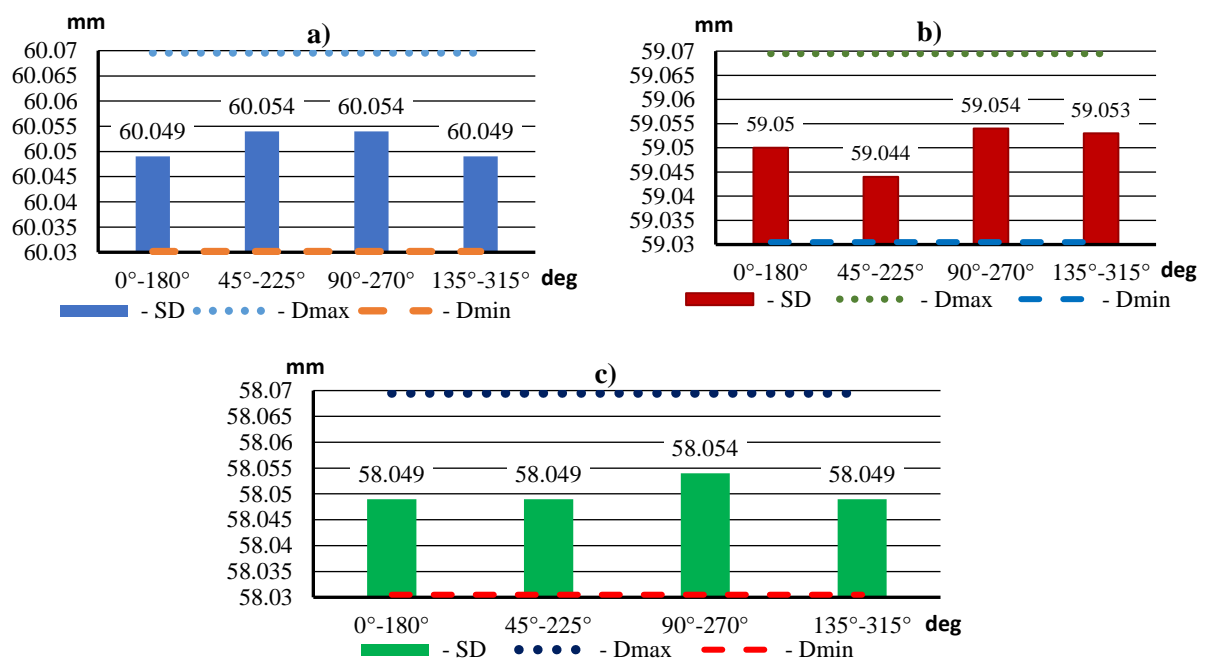 mm
a)
60.07
60.065
60.06
60.055
60.05
60.045
60.04
60.035
60.03
60.049
60.054
60.054
60.049
0°-180°
45°-225°
90°-270°
135°-315°
deg
- SD
- Dmax
- Dmin
mm
b)
59.07
59.065
59.06
59.055
59.05
59.045
59.04
59.035
59.03
59.05
59.044
59.054
59.053
0°-180°
45°-225°
90°-270°
135°-315°
deg
- SD
- Dmax
- Dmin
mm
c)
58.07
58.065
58.06
58.055
58.05
58.045
58.04
58.035
58.03
58.049
58.049
58.054
58.049
0°-180°
45°-225°
90°-270°
135°-315°
deg
- SD
- Dmax
- Dmin